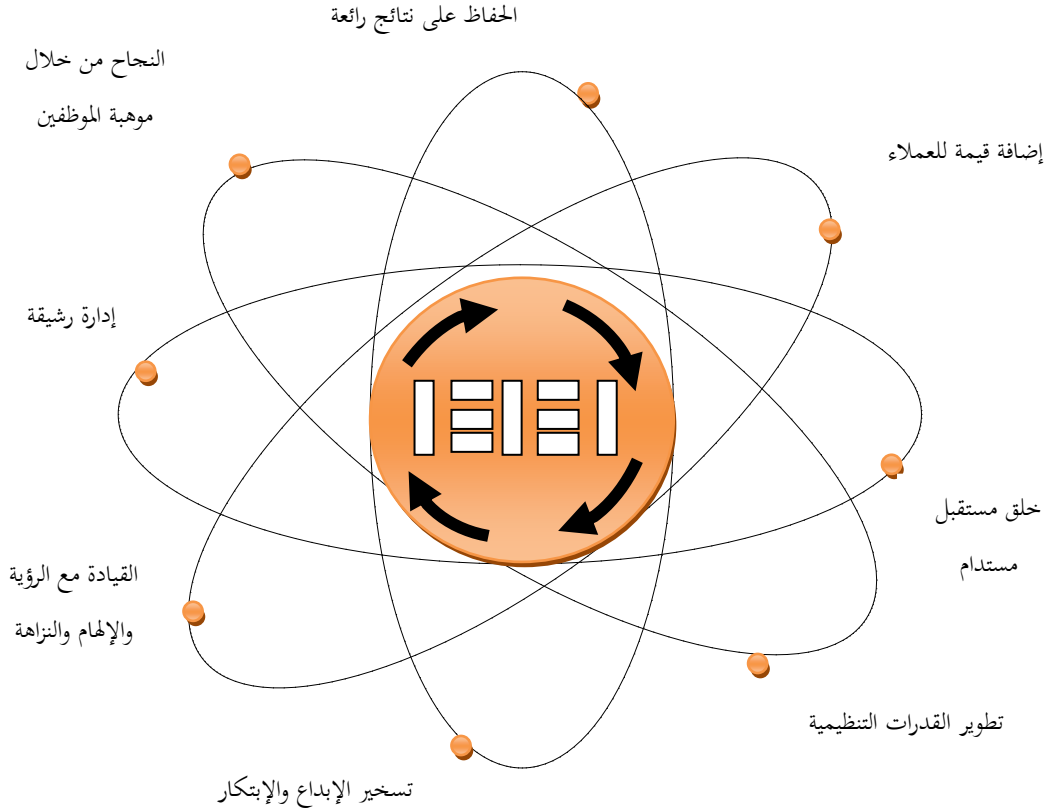 الحفاظ على نتائج رائعة
النجاح من خلال
موهبة الموظفين
إضافة قيمة للعملاء
إدارة رشيقة
خلق مستقبل
مستدام
القيادة مع الرؤية
والإلهام والنزاهة
تطوير القدرات التنظيمية
تسخير الإبداع والإبتكار